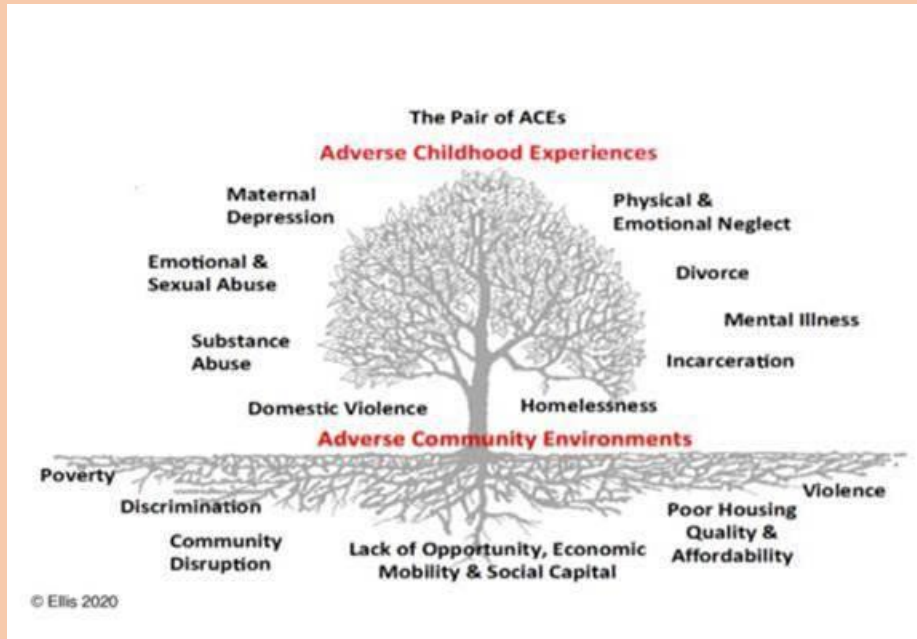 The Pair of ACEs
Adverse Childhood Experiences
Maternal
Depression
Physical &
Emotional Neglect
Emotional &
Sexual Abuse
Divorce
Mental Illness
Substance
Abuse
Incarceration
Domestic Violence
Homelessness
Adverse Community Environments
Poverty
Violence
Discrimination
Poor Housing
Quality &
Affordability
Community
Disruption
Lack of Opportunity, Economic
Mobility & Social Capital
© Ellis 2020